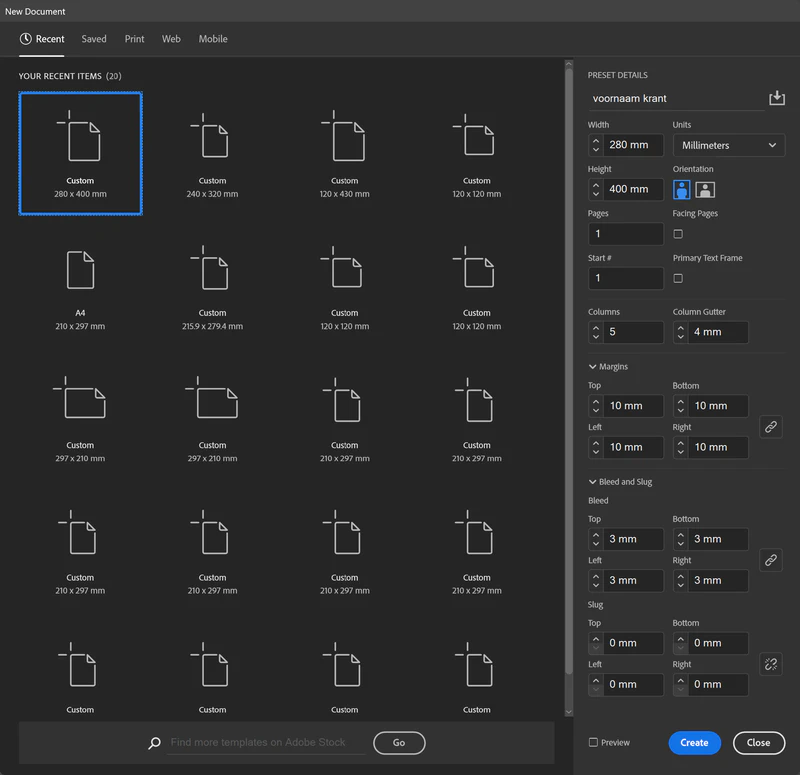 New Document
Recent Saved Print Web Mobile
YOUR RECENT ITEMS (20)
Custom Custom Custom Custom
280 x 400 mm 240 x 320 mm 120 x 430 mm 120 x 120 mm
A4 Custom Custom Custom
210 x 297 mm 215.9 x 279.4 mm 120 x 120 mm 120 x 120 mm
Custom Custom Custom Custom
297 x 210 mm 297 x 210 mm 210 x 297 mm 210 x 297 mm
Custom Custom Custom Custom
210 x 297 mm 210 x 297 mm 210 x 297 mm 210 x 297 mm
Custom Custom Custom Custom
Find more templates on Adobe Stock Go
PRESET DETAILS
voornaam krant
Width Units
280 mm Millimeters
Height Orientation
400 mm
Pages Facing Pages
1
Start # Primary Text Frame
1
Columns Column Gutter
5 4 mm
Margins
Top Bottom
10 mm 10 mm
Left Right
10 mm 10 mm
Bleed and Slug
Bleed
Top Bottom
3 mm 3 mm
Left Right
3 mm 3 mm
Slug
Top Bottom
0 mm 0 mm
Left Right
0 mm 0 mm
Preview Create Close